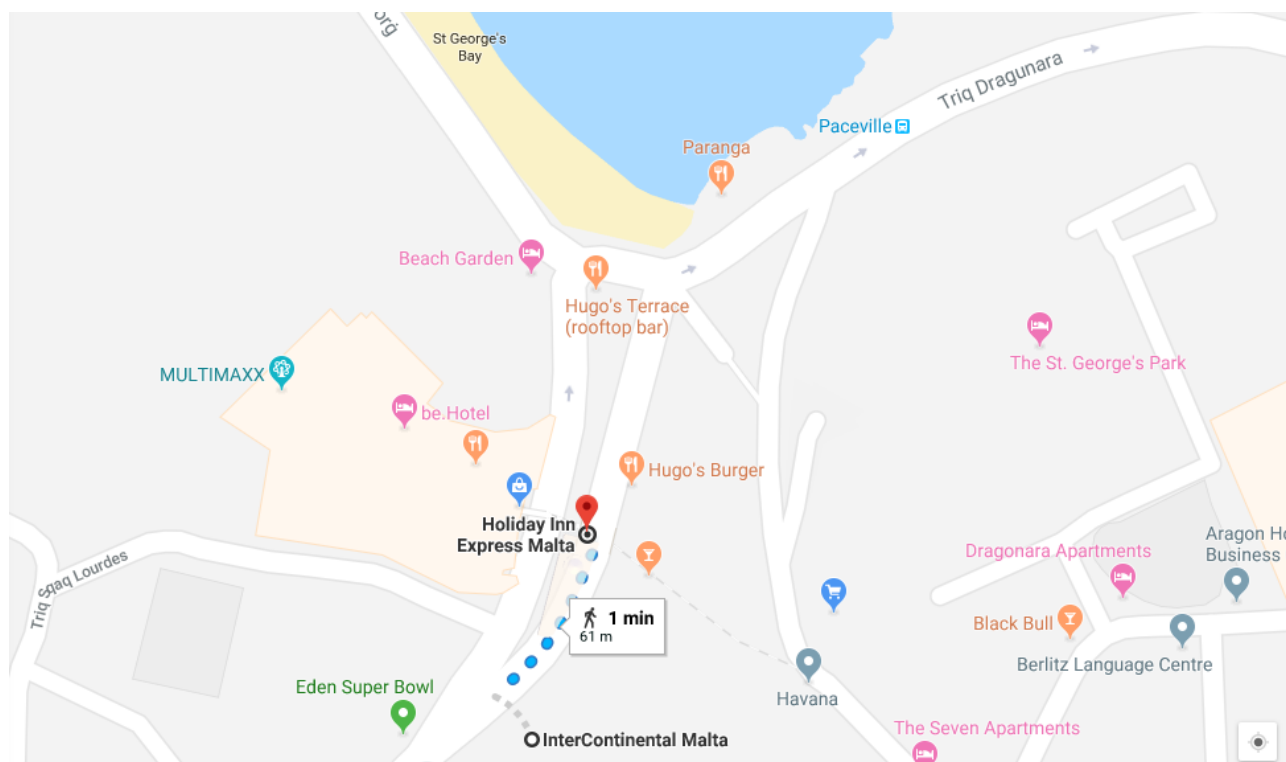 orġ
St George's
Bay
Triq Dragunara
Paceville
Paranga
Beach Garden
Hugo's Terrace
(rooftop bar)
MULTIMAXX
The St. George's Park
be.Hotel
Hugo's Burger
Holiday Inn
Express Malta
Aragon Ho
Business
Dragonara Apartments
Triq Sqaq Lourdes
1 min
61 m
Black Bull
Berlitz Language Centre
Eden Super Bowl
Havana
The Seven Apartments
InterContinental Malta